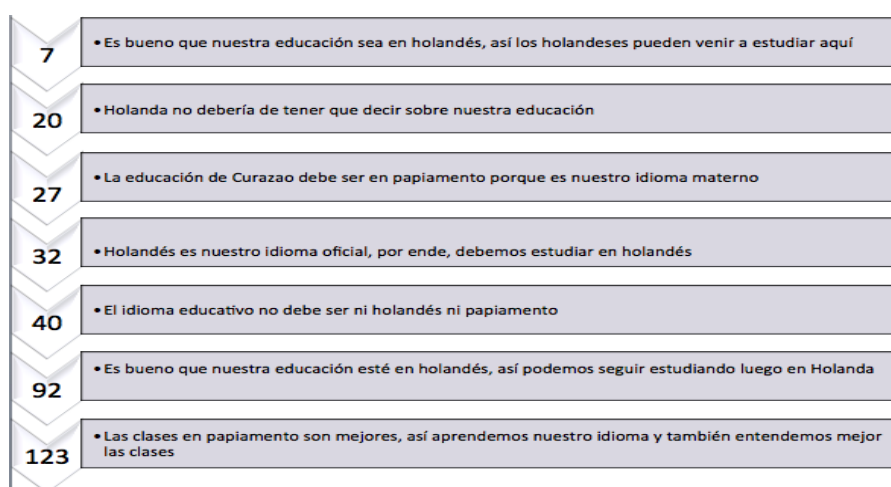 7
• Es bueno que nuestra educación sea en holandés, así los holandeses pueden venir a estudiar aquí
20
• Holanda no debería de tener que decir sobre nuestra educación
27
• La educación de Curazao debe ser en papiamento porque es nuestro idioma materno
32
• Holandés es nuestro idioma oficial, por ende, debemos estudiar en holandés
40
• El idioma educativo no debe ser ni holandés ni papiamento
92
• Es bueno que nuestra educación esté en holandés, así podemos seguir estudiando luego en Holanda
123
• Las clases en papiamento son mejores, así aprendemos nuestro idioma y también entendemos mejor
las clases